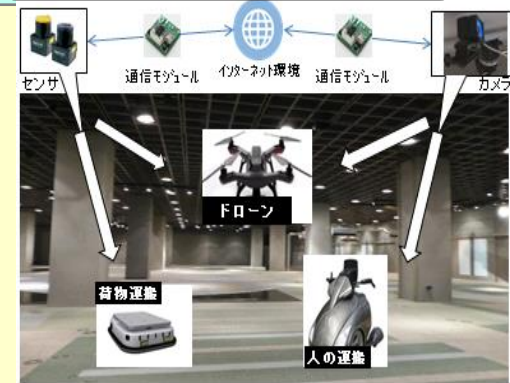 センサ
通信モジュール
インターネット環境
通信モジュール
カメラ
ドローン
荷物運搬
人の運搬